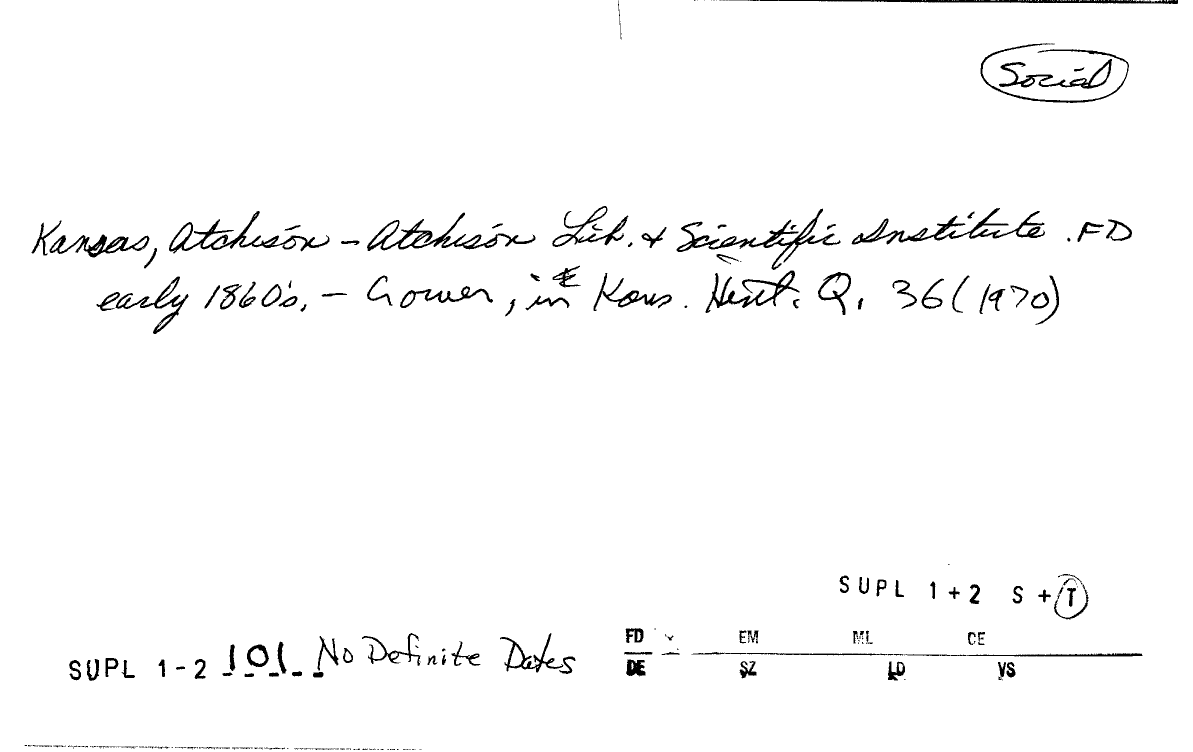 Social
Kansas, Atchison - Atchison Lib. & Scientific Institute. FD
early 1860's. - Gower, in Kans. Hist. Q. 36 (1970)
SUPL 1+2 S + T
FD EM ML CE
SUPL 1-2 101 No Definite Dates
DE SZ LD VS